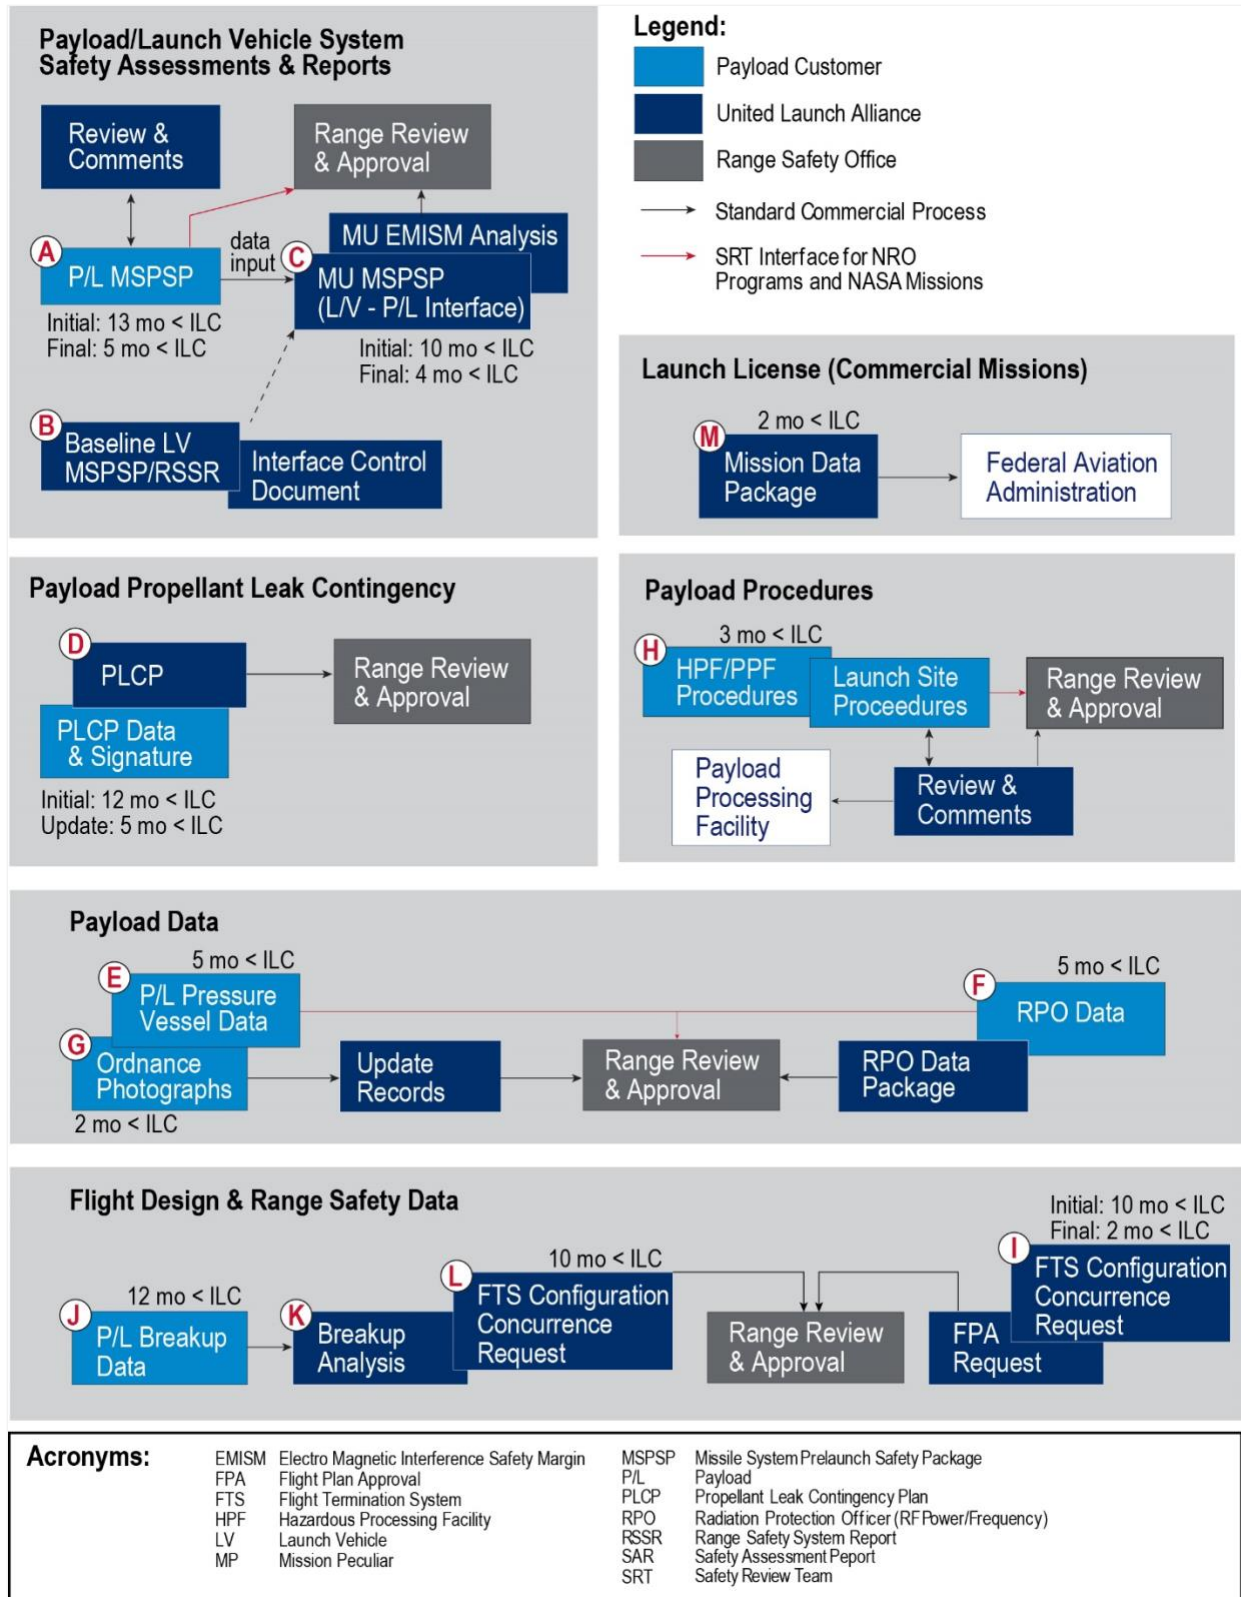 Payload/Launch Vehicle System
Safety Assessments & Reports
Review &
Comments
Range Review
& Approval
MU EMISM Analysis
A
P/L MSPSP
data
input
C
MU MSPSP
(L/V - P/L Interface)
Initial: 13 mo < ILC
Final: 5 mo < ILC
Initial: 10 mo < ILC
Final: 4 mo < ILC
B
Baseline LV
MSPSP/RSSR
Interface Control
Document
Legend:
Payload Customer
United Launch Alliance
Range Safety Office
Standard Commercial Process
SRT Interface for NRO
Programs and NASA Missions
Launch License (Commercial Missions)
2 mo < ILC
M
Mission Data
Package
Federal Aviation
Administration
Payload Propellant Leak Contingency
D
PLCP
Range Review
& Approval
PLCP Data
& Signature
Initial: 12 mo < ILC
Update: 5 mo < ILC
Payload Procedures
3 mo < ILC
H
HPF/PPF
Procedures
Launch Site
Proceedures
Range Review
& Approval
Payload
Processing
Facility
Review &
Comments
Payload Data
5 mo < ILC
E
P/L Pressure
Vessel Data
G
Ordnance
Photographs
2 mo < ILC
Update
Records
Range Review
& Approval
5 mo < ILC
F
RPO Data
RPO Data
Package
Flight Design & Range Safety Data
12 mo < ILC
J
P/L Breakup
Data
K
Breakup
Analysis
10 mo < ILC
L
FTS Configuration
Concurrence
Request
Range Review
& Approval
Initial: 10 mo < ILC
Final: 2 mo < ILC
I
FTS Configuration
Concurrence
Request
FPA
Request
Acronyms:
EMISM Electro Magnetic Interference Safety Margin
FPA Flight Plan Approval
FTS Flight Termination System
HPF Hazardous Processing Facility
LV Launch Vehicle
MP Mission Peculiar
MSPSP Missile System Prelaunch Safety Package
P/L Payload
PLCP Propellant Leak Contingency Plan
RPO Radiation Protection Officer (RF Power/Frequency)
RSSR Range Safety System Report
SAR Safety Assessment Peport
SRT Safety Review Team